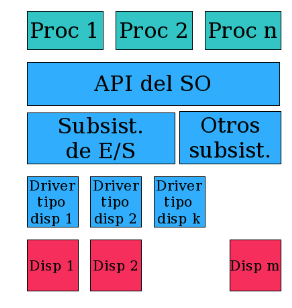 Proc 1 Proc 2 Proc n
API del SO
Subsist. Otros
de E/S subsist.
Driver Driver Driver
tipo tipo tipo
disp 1 disp 2 disp k
Disp 1 Disp 2 Disp m